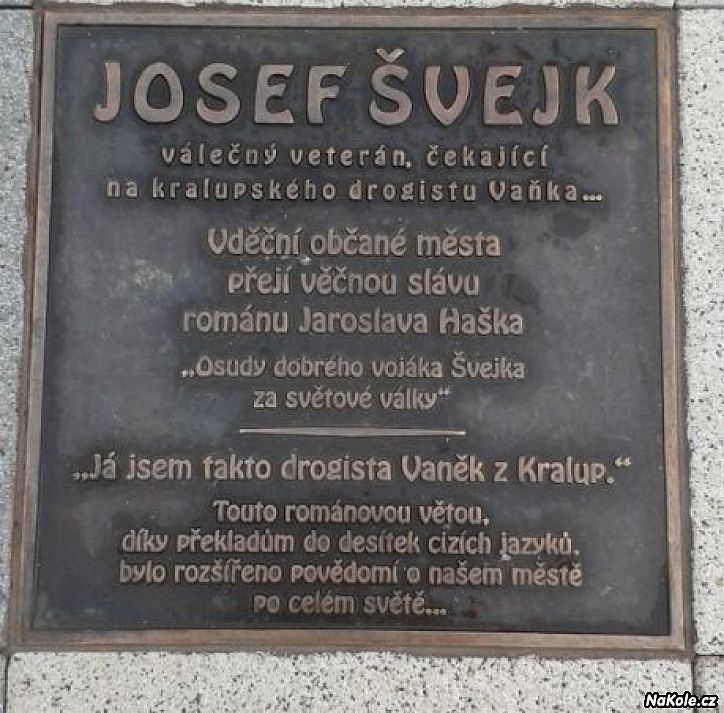 JOSEF ŠVEJK
válečný veterán, čekající
na kralupského drogistu Vaňka...
Vděční občané města
přejí věčnou slávu
románu Jaroslava Haška
„Osudy dobrého vojáka Švejka
za světové války“
„Já jsem takto drogista Vaněk z Kralup.“
Touto románovou větou,
díky překladům do desítek cizích jazyků,
bylo rozšířeno povědomí o našem městě
po celém světě...
NaKole.cz